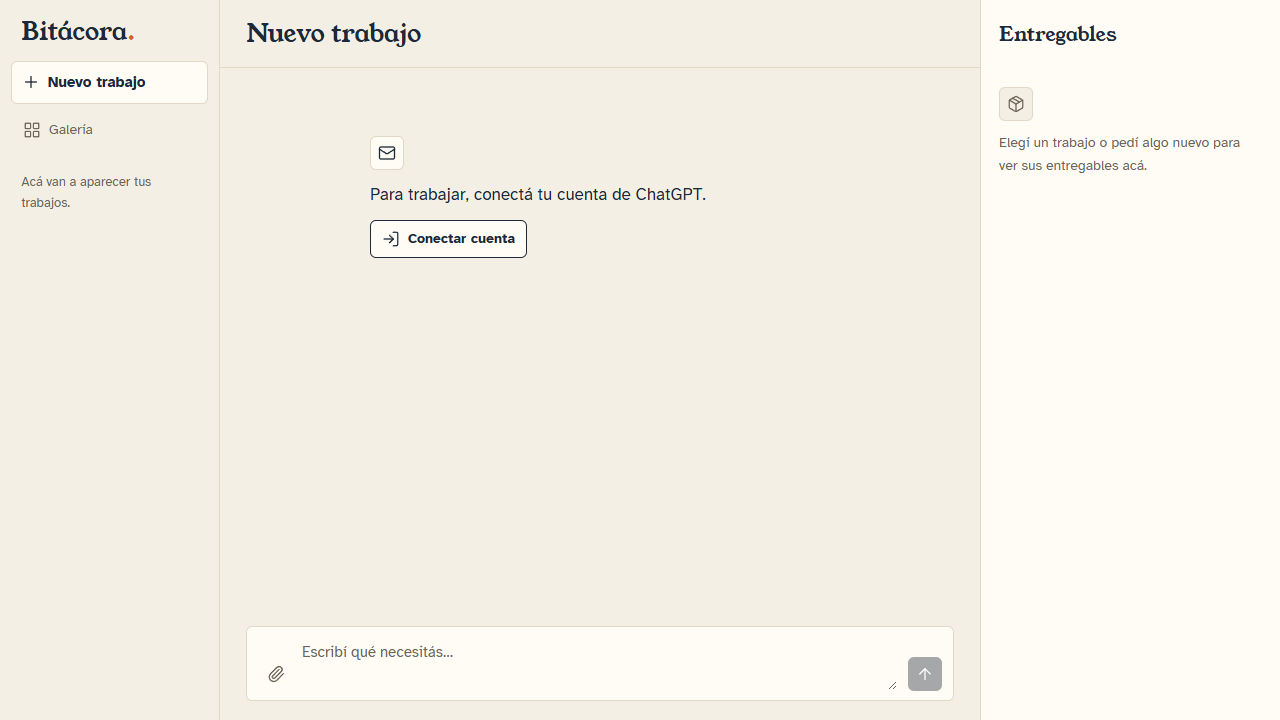 Bitácora.
Nuevo trabajo
Galería
Acá van a aparecer tus
trabajos.
Nuevo trabajo
Para trabajar, conectá tu cuenta de ChatGPT.
Conectar cuenta
Escribí qué necesitás...
Entregables
Elegí un trabajo o pedí algo nuevo para
ver sus entregables acá.